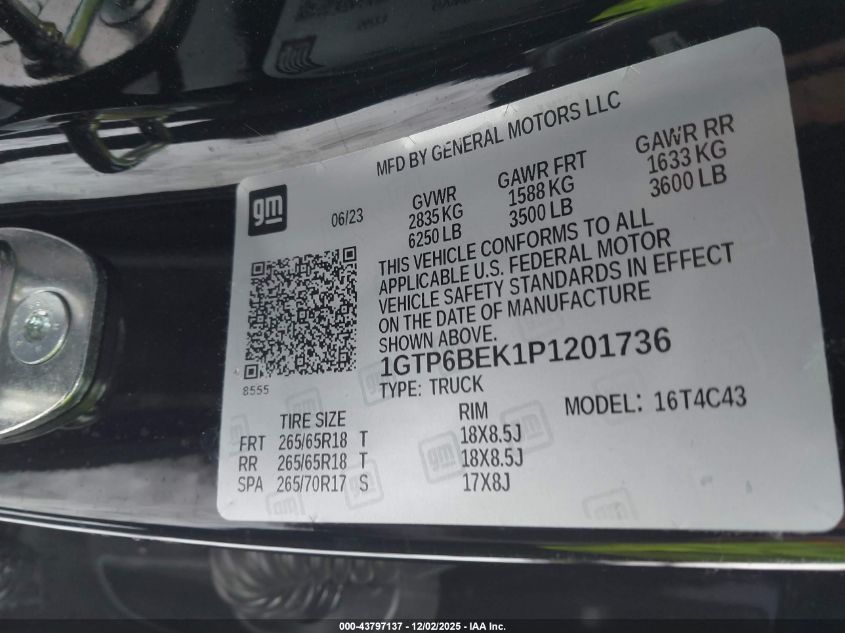 MFD BY GENERAL MOTORS LLC
gm
06/23
GVWR
2835 KG
6250 LB
GAWR FRT
1588 KG
3500 LB
GAWR RR
1633 KG
3600 LB
THIS VEHICLE CONFORMS TO ALL
APPLICABLE U.S. FEDERAL MOTOR
VEHICLE SAFETY STANDARDS IN EFFECT
ON THE DATE OF MANUFACTURE
SHOWN ABOVE.
8555
1GTP6BEK1P1201736
TYPE: TRUCK
MODEL: 16T4C43
TIRE SIZE RIM
FRT 265/65R18 T 18X8.5J
RR 265/65R18 T 18X8.5J
SPA 265/70R17 S 17X8J
000-43797137 - 12/02/2025 - IAA Inc.